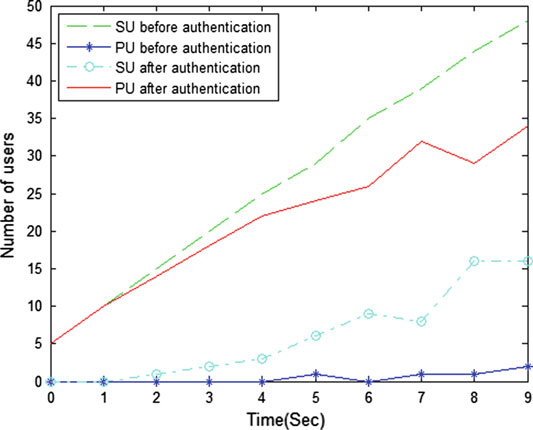 50
45
40
35
30
25
20
15
10
5
0
Number of users
SU before authentication
PU before authentication
SU after authentication
PU after authentication
0 1 2 3 4 5 6 7 8 9
Time(Sec)